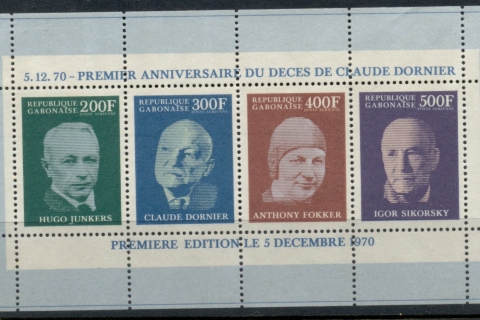 5.12.70 - PREMIER ANNIVERSAIRE DU DECES DE CLAUDE DORNIER
REPUBLIQUE GABONAISE 200F
HUGO JUNKERS
REPUBLIQUE GABONAISE 300F
CLAUDE DORNIER
REPUBLIQUE GABONAISE 400F
ANTHONY FOKKER
REPUBLIQUE GABONAISE 500F
IGOR SIKORSKY
PREMIERE EDITION LE 5 DECEMBRE 1970